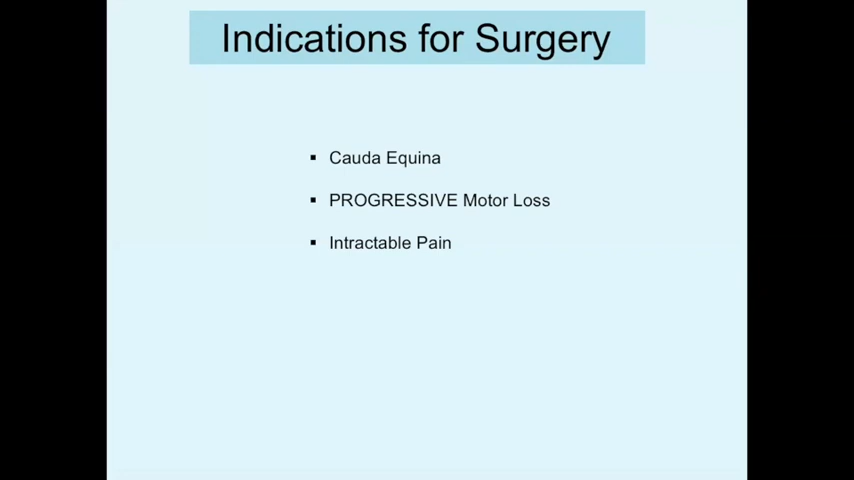 Indications for Surgery
▪ Cauda Equina
▪ PROGRESSIVE Motor Loss
▪ Intractable Pain